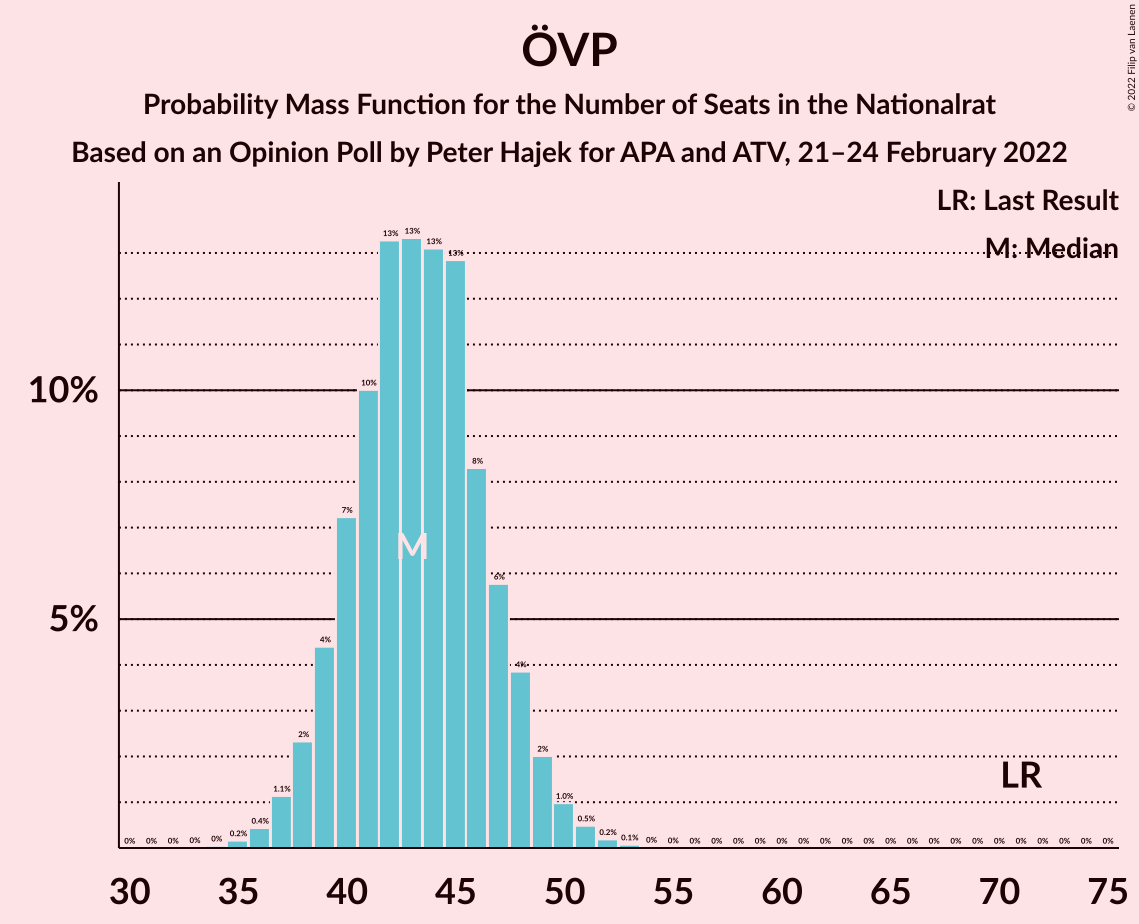 ÖVP
Probability Mass Function for the Number of Seats in the Nationalrat
Based on an Opinion Poll by Peter Hajek for APA and ATV, 21–24 February 2022
© 2022 Filip van Laenen
LR: Last Result
M: Median
10%
5%
0% 0% 0% 0% 0% 0.2% 0.4% 1.1% 2% 4% 7% 10% 13% 13% 13% 13% 8% 6% 4% 2% 1.0% 0.5% 0.2% 0.1% 0% 0% 0% 0% 0% 0% 0% 0% 0% 0% 0% 0% 0% 0% 0% 0% 0% 0% 0% 0% 0% 0%
M
LR
30 35 40 45 50 55 60 65 70 75